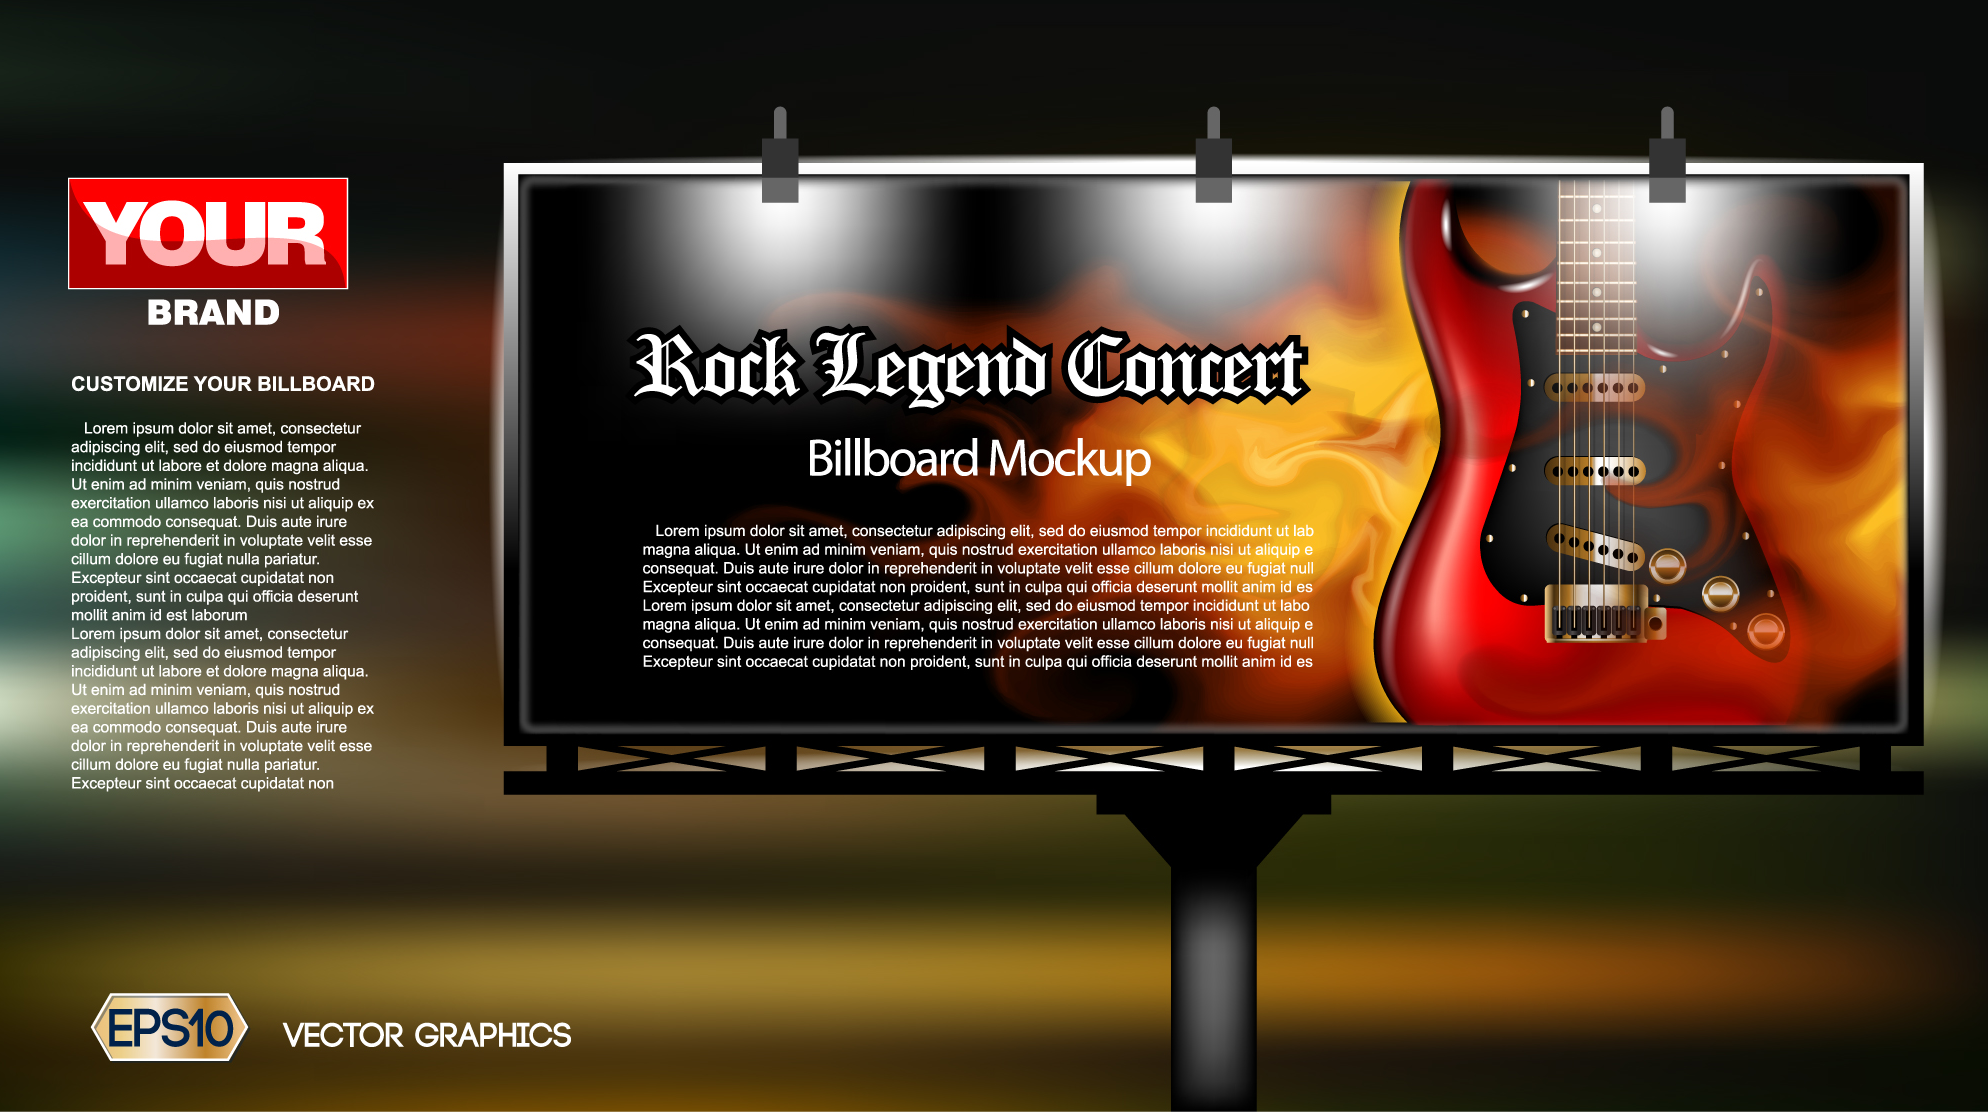 YOUR
BRAND
CUSTOMIZE YOUR BILLBOARD
Lorem ipsum dolor sit amet, consectetur
adipiscing elit, sed do eiusmod tempor
incididunt ut labore et dolore magna aliqua.
Ut enim ad minim veniam, quis nostrud
exercitation ullamco laboris nisi ut aliquip ex
ea commodo consequat. Duis aute irure
dolor in reprehenderit in voluptate velit esse
cillum dolore eu fugiat nulla pariatur.
Excepteur sint occaecat cupidatat non
proident, sunt in culpa qui officia deserunt
mollit anim id est laborum
Lorem ipsum dolor sit amet, consectetur
adipiscing elit, sed do eiusmod tempor
incididunt ut labore et dolore magna aliqua.
Ut enim ad minim veniam, quis nostrud
exercitation ullamco laboris nisi ut aliquip ex
ea commodo consequat. Duis aute irure
dolor in reprehenderit in voluptate velit esse
cillum dolore eu fugiat nulla pariatur.
Excepteur sint occaecat cupidatat non
Rock Legend Concert
Billboard Mockup
Lorem ipsum dolor sit amet, consectetur adipiscing elit, sed do eiusmod tempor incididunt ut lab
magna aliqua. Ut enim ad minim veniam, quis nostrud exercitation ullamco laboris nisi ut aliquip e
consequat. Duis aute irure dolor in reprehenderit in voluptate velit esse cillum dolore eu fugiat null
Excepteur sint occaecat cupidatat non proident, sunt in culpa qui officia deserunt mollit anim id es
Lorem ipsum dolor sit amet, consectetur adipiscing elit, sed do eiusmod tempor incididunt ut labo
magna aliqua. Ut enim ad minim veniam, quis nostrud exercitation ullamco laboris nisi ut aliquip e
consequat. Duis aute irure dolor in reprehenderit in voluptate velit esse cillum dolore eu fugiat null
Excepteur sint occaecat cupidatat non proident, sunt in culpa qui officia deserunt mollit anim id es
EPS10
VECTOR GRAPHICS